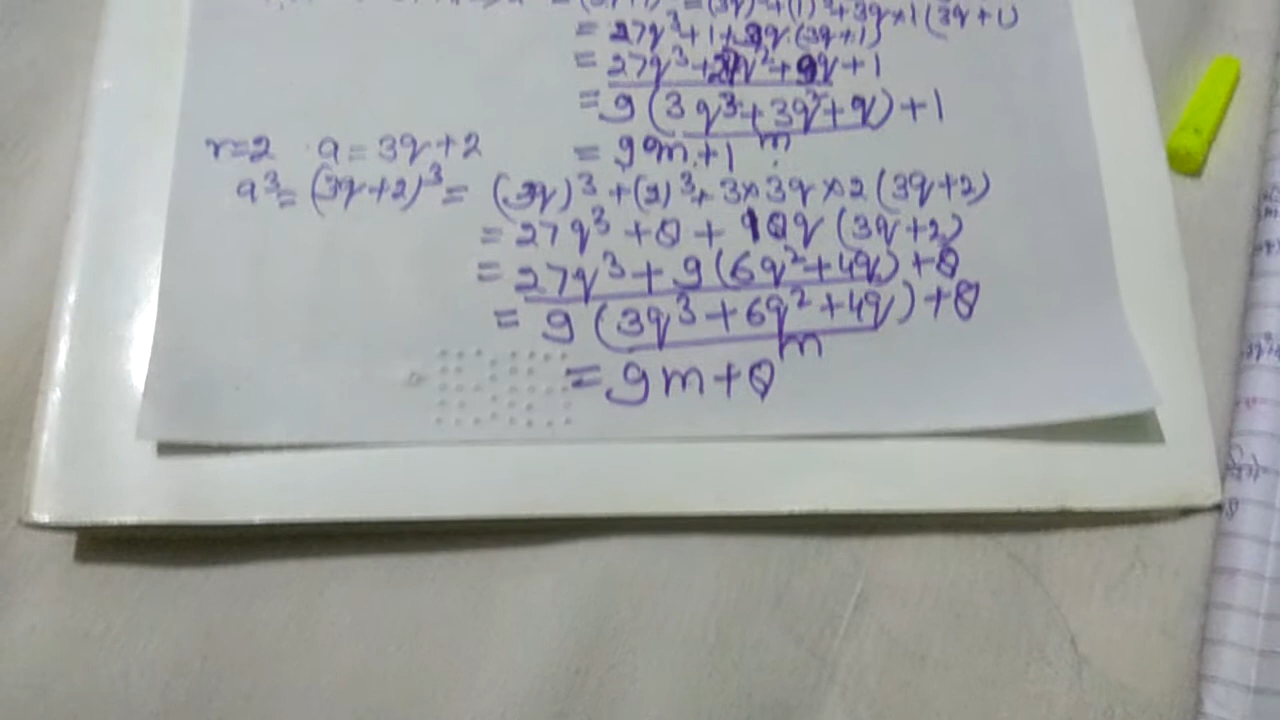 = 27q³+1+9q(3q+1)
= 27q³+27q²+9q+1
= 9(3q³+3q²+q)+1
m
= 9m+1
r=2 a=3q+2
a³= (3q+2)³ = (3q)³+(2)³+3×3q×2(3q+2)
= 27q³+8+18q(3q+2)
= 27q³+9(6q²+4q)+8
= 9(3q³+6q²+4q)+8
m
= 9m+8